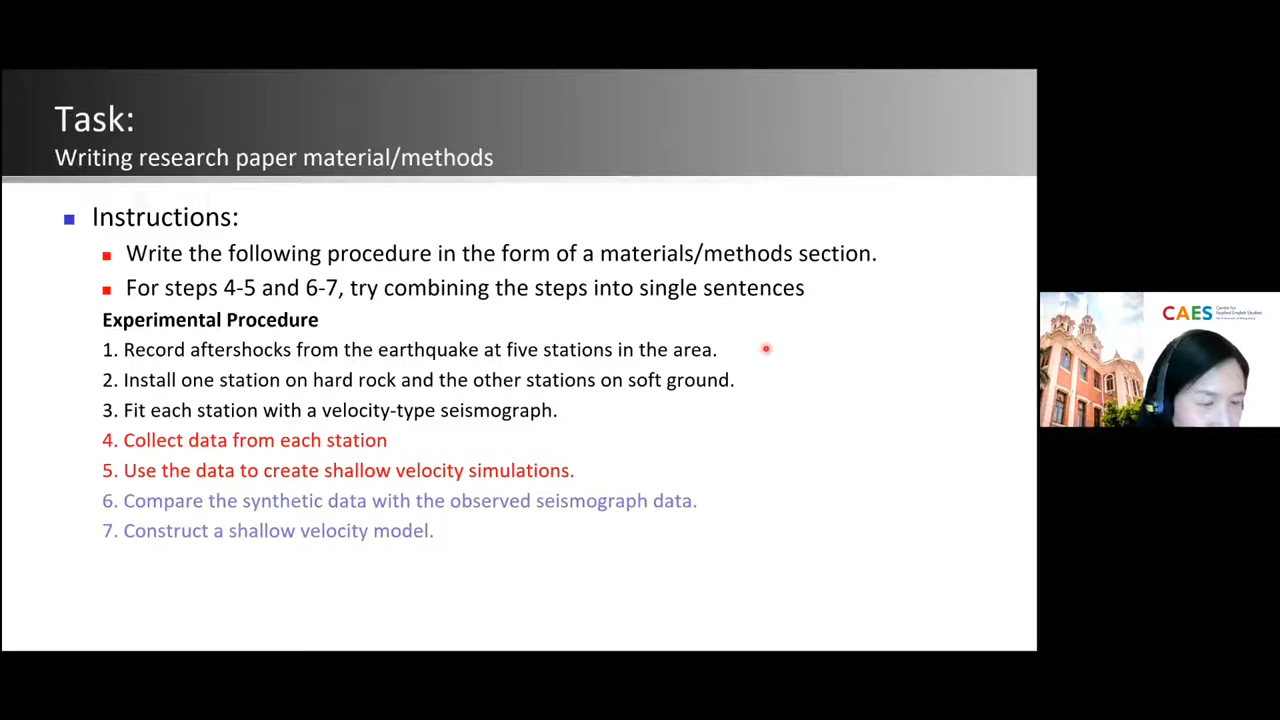 Task:
Writing research paper material/methods
Instructions:
Write the following procedure in the form of a materials/methods section.
For steps 4-5 and 6-7, try combining the steps into single sentences
Experimental Procedure
1. Record aftershocks from the earthquake at five stations in the area.
2. Install one station on hard rock and the other stations on soft ground.
3. Fit each station with a velocity-type seismograph.
4. Collect data from each station
5. Use the data to create shallow velocity simulations.
6. Compare the synthetic data with the observed seismograph data.
7. Construct a shallow velocity model.
CAES
Centre for
Applied English Studies